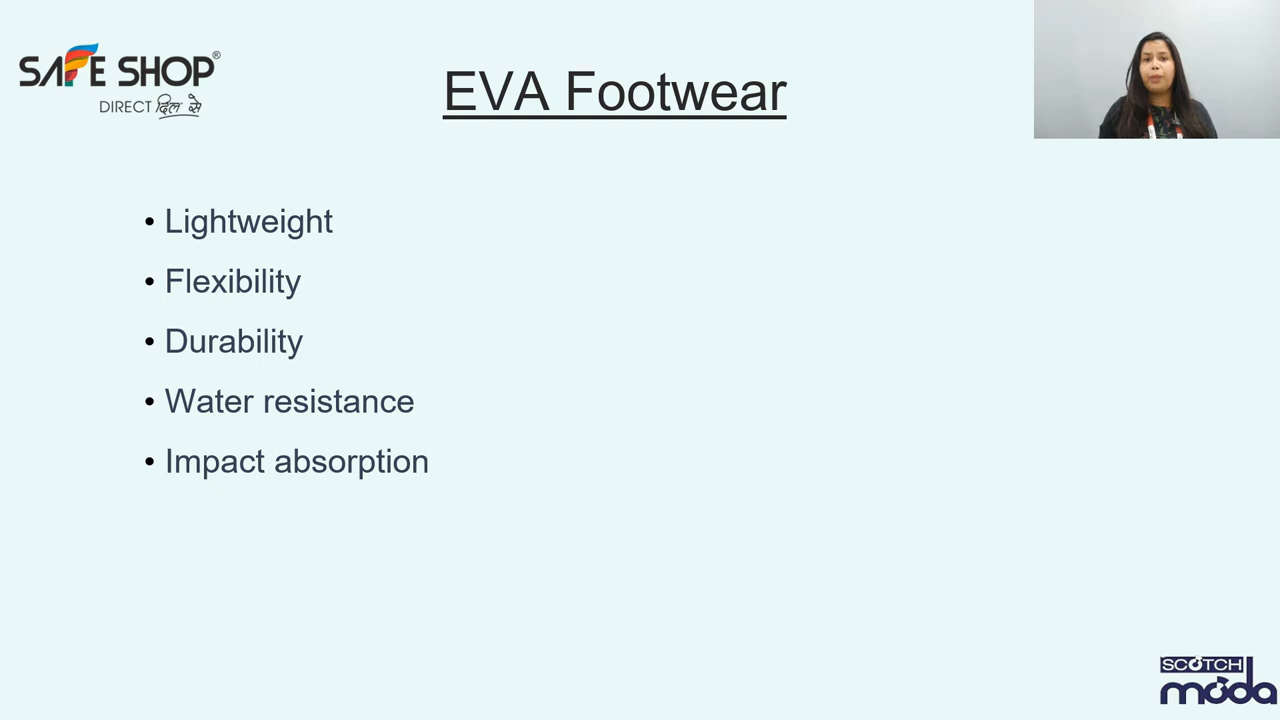 SAFE SHOP®
DIRECT दिल से
EVA Footwear
• Lightweight
• Flexibility
• Durability
• Water resistance
• Impact absorption
SCOTCH
moda